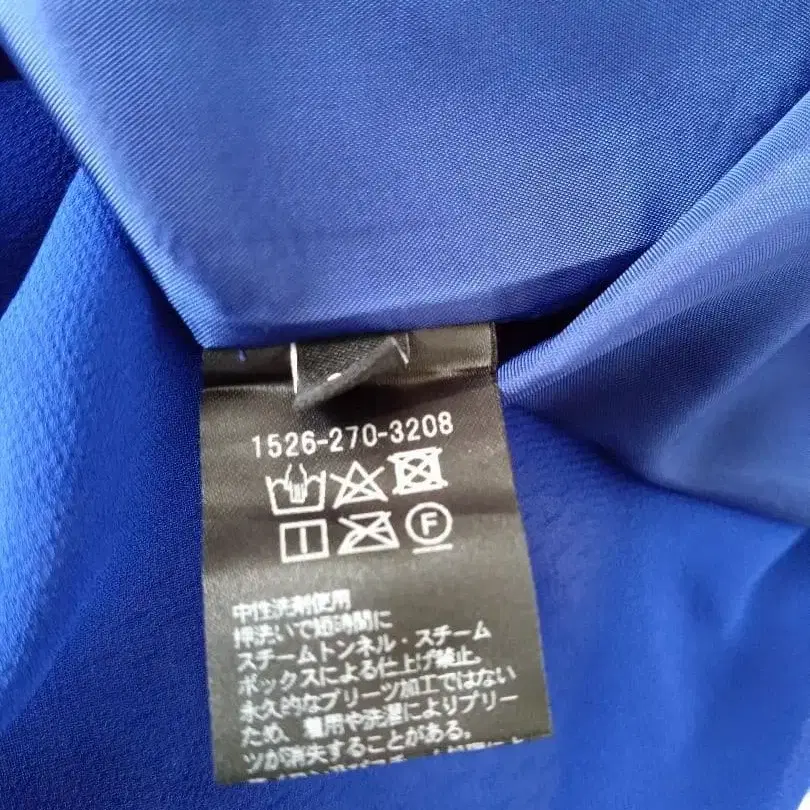 1526-270-3208
F
中性洗剤使用
押洗いで短時間に
スチームトンネル・スチーム
ボックスによる仕上げ禁止。
永久的なプリーツ加工ではない
ため、着用や洗濯によりプリー
ツが消失することがある。